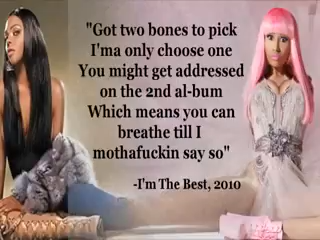 "Got two bones to pick
I'ma only choose one
You might get addressed
on the 2nd al-bum
Which means you can
breathe till I
mothafuckin say so"
-I'm The Best, 2010